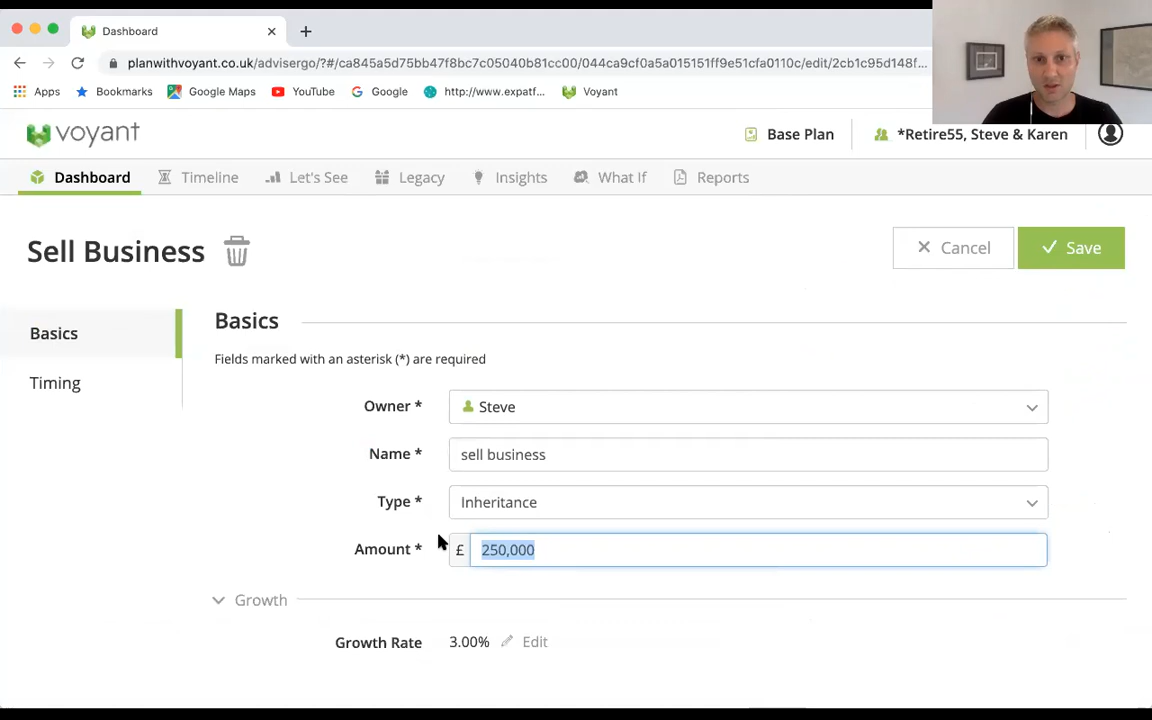 Dashboard
planwithvoyant.co.uk/advisergo/?#/ca845a5d75bb47f8bc7c05040b81cc00/044ca9cf0a5a015151ff9e51cfa0110c/edit/2cb1c95d148f...
Apps Bookmarks Google Maps YouTube Google http://www.expatf... Voyant
voyant Base Plan *Retire55, Steve & Karen
Dashboard Timeline Let's See Legacy Insights What If Reports
Sell Business Cancel Save
Basics
Timing
Basics
Fields marked with an asterisk (*) are required
Owner * Steve
Name * sell business
Type * Inheritance
Amount * £ 250,000
Growth
Growth Rate 3.00% Edit